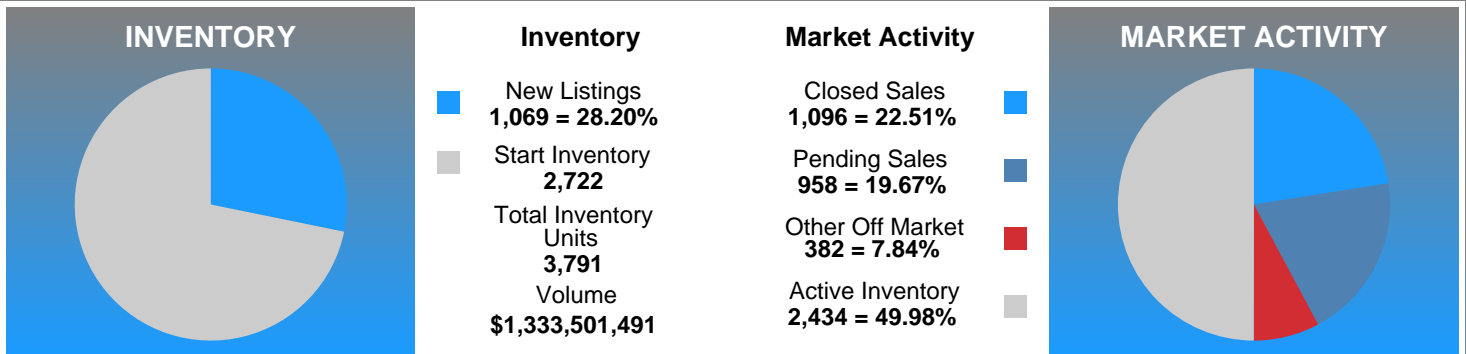 INVENTORY
Inventory
New Listings
1,069 = 28.20%
Start Inventory
2,722
Total Inventory
Units
3,791
Volume
$1,333,501,491
Market Activity
Closed Sales
1,096 = 22.51%
Pending Sales
958 = 19.67%
Other Off Market
382 = 7.84%
Active Inventory
2,434 = 49.98%
MARKET ACTIVITY